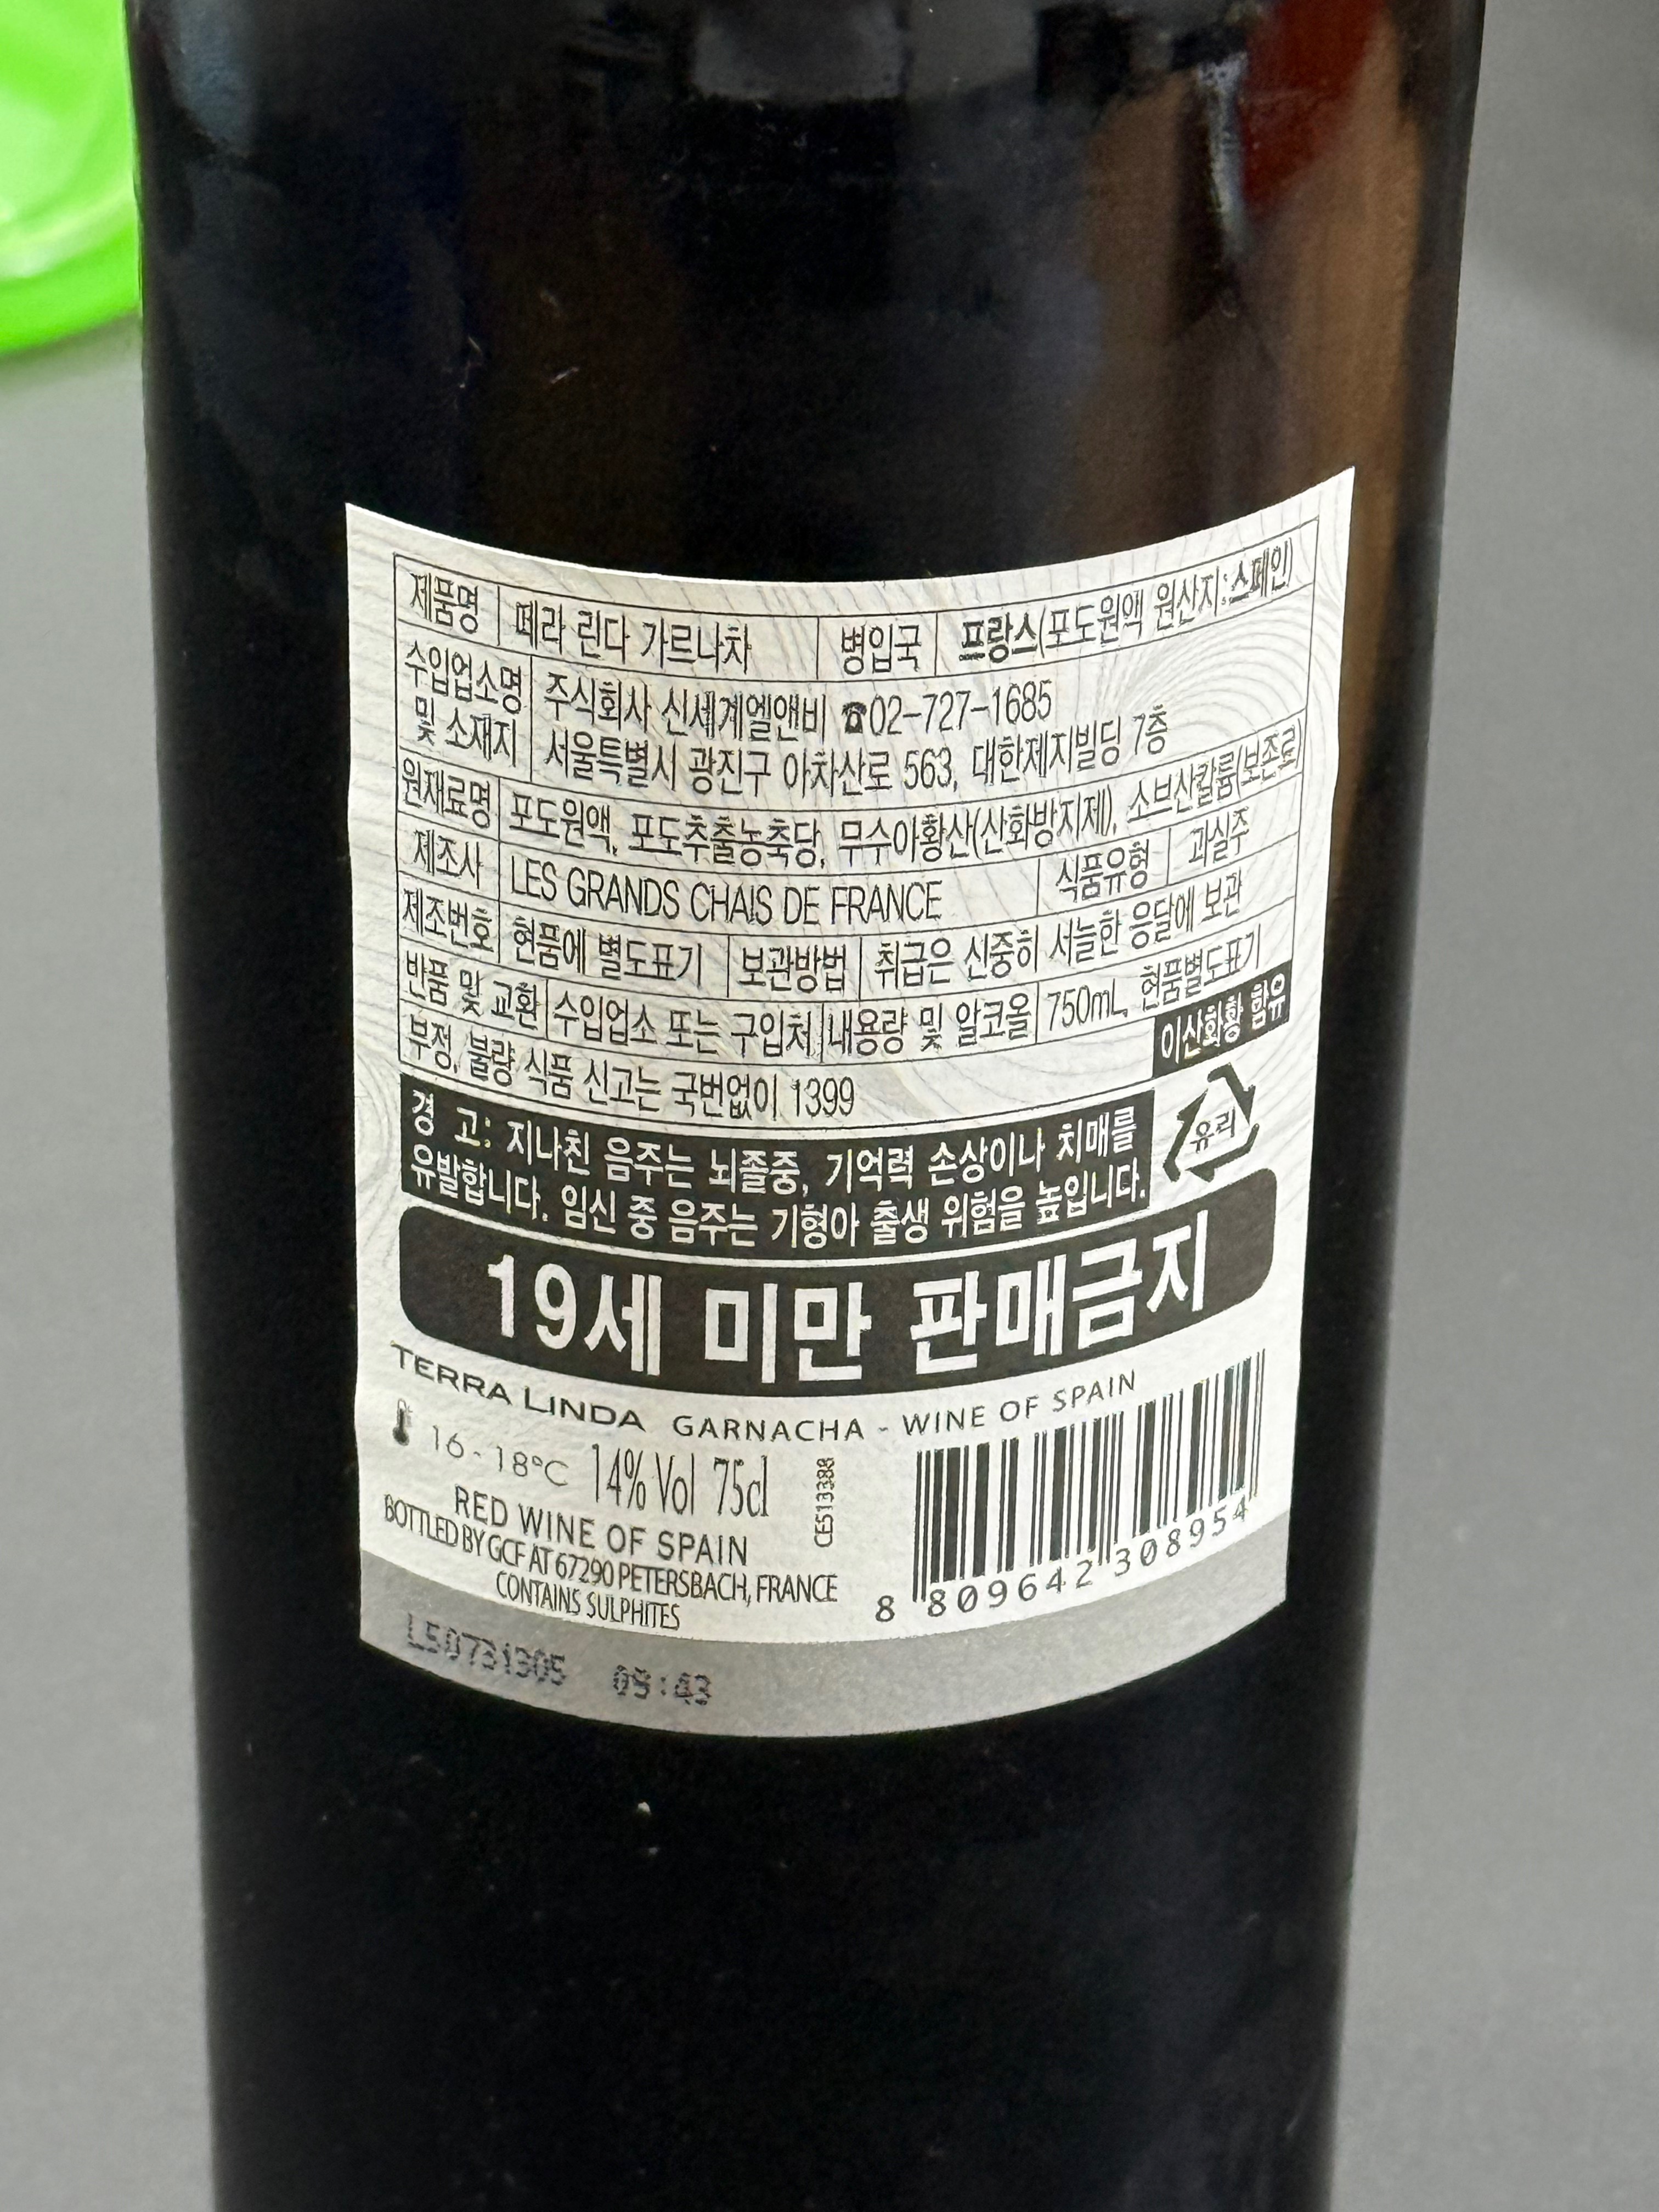 제품명 떼라 린다 가르나차 병입국 프랑스(포도원액 원산지:스페인)
수입업소명 및 소재지 주식회사 신세계엘앤비 ☎02-727-1685
서울특별시 광진구 아차산로 563, 대한제지빌딩 7층
원재료명 포도원액, 포도추출농축당, 무수아황산(산화방지제), 소브산칼륨(보존료)
제조사 LES GRANDS CHAIS DE FRANCE 식품유형 과실주
제조번호 현품에 별도표기 보관방법 취급은 신중히 서늘한 응달에 보관
반품 및 교환 수입업소 또는 구입처 내용량 및 알코올 750mL, 현품별도표기
부정, 불량 식품 신고는 국번없이 1399 이산화황 함유
경 고: 지나친 음주는 뇌졸중, 기억력 손상이나 치매를
유발합니다. 임신 중 음주는 기형아 출생 위험을 높입니다.
유리
19세 미만 판매금지
TERRA LINDA GARNACHA - WINE OF SPAIN
16-18°C 14% Vol 75cl
CE513388
RED WINE OF SPAIN
BOTTLED BY GCF AT 67290 PETERSBACH, FRANCE
CONTAINS SULPHITES
8 809642 308954
L50731305 09:43